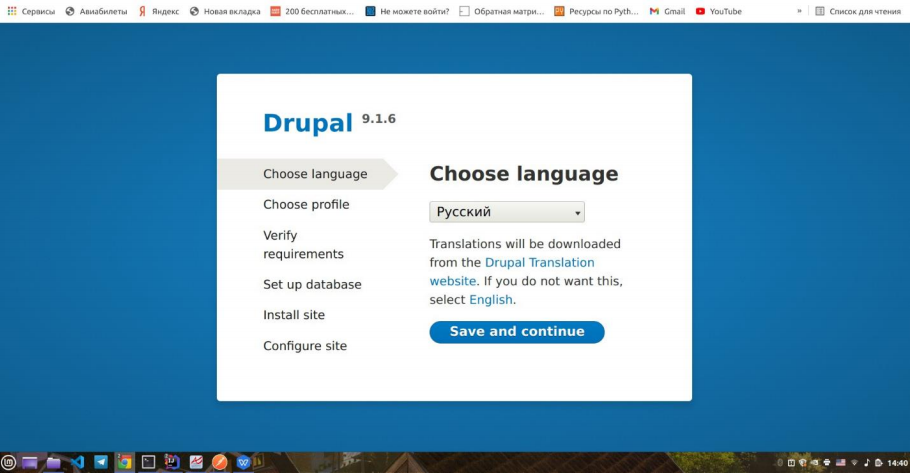 Сервисы Авиабилеты Яндекс Новая вкладка 200 бесплатных... Не можете войти? Обратная матри... Ресурсы по Pyth... Gmail YouTube » Список для чтения
Drupal 9.1.6
Choose language
Choose profile
Verify
requirements
Set up database
Install site
Configure site
Choose language
Русский
Translations will be downloaded
from the Drupal Translation
website. If you do not want this,
select English.
Save and continue
14:40